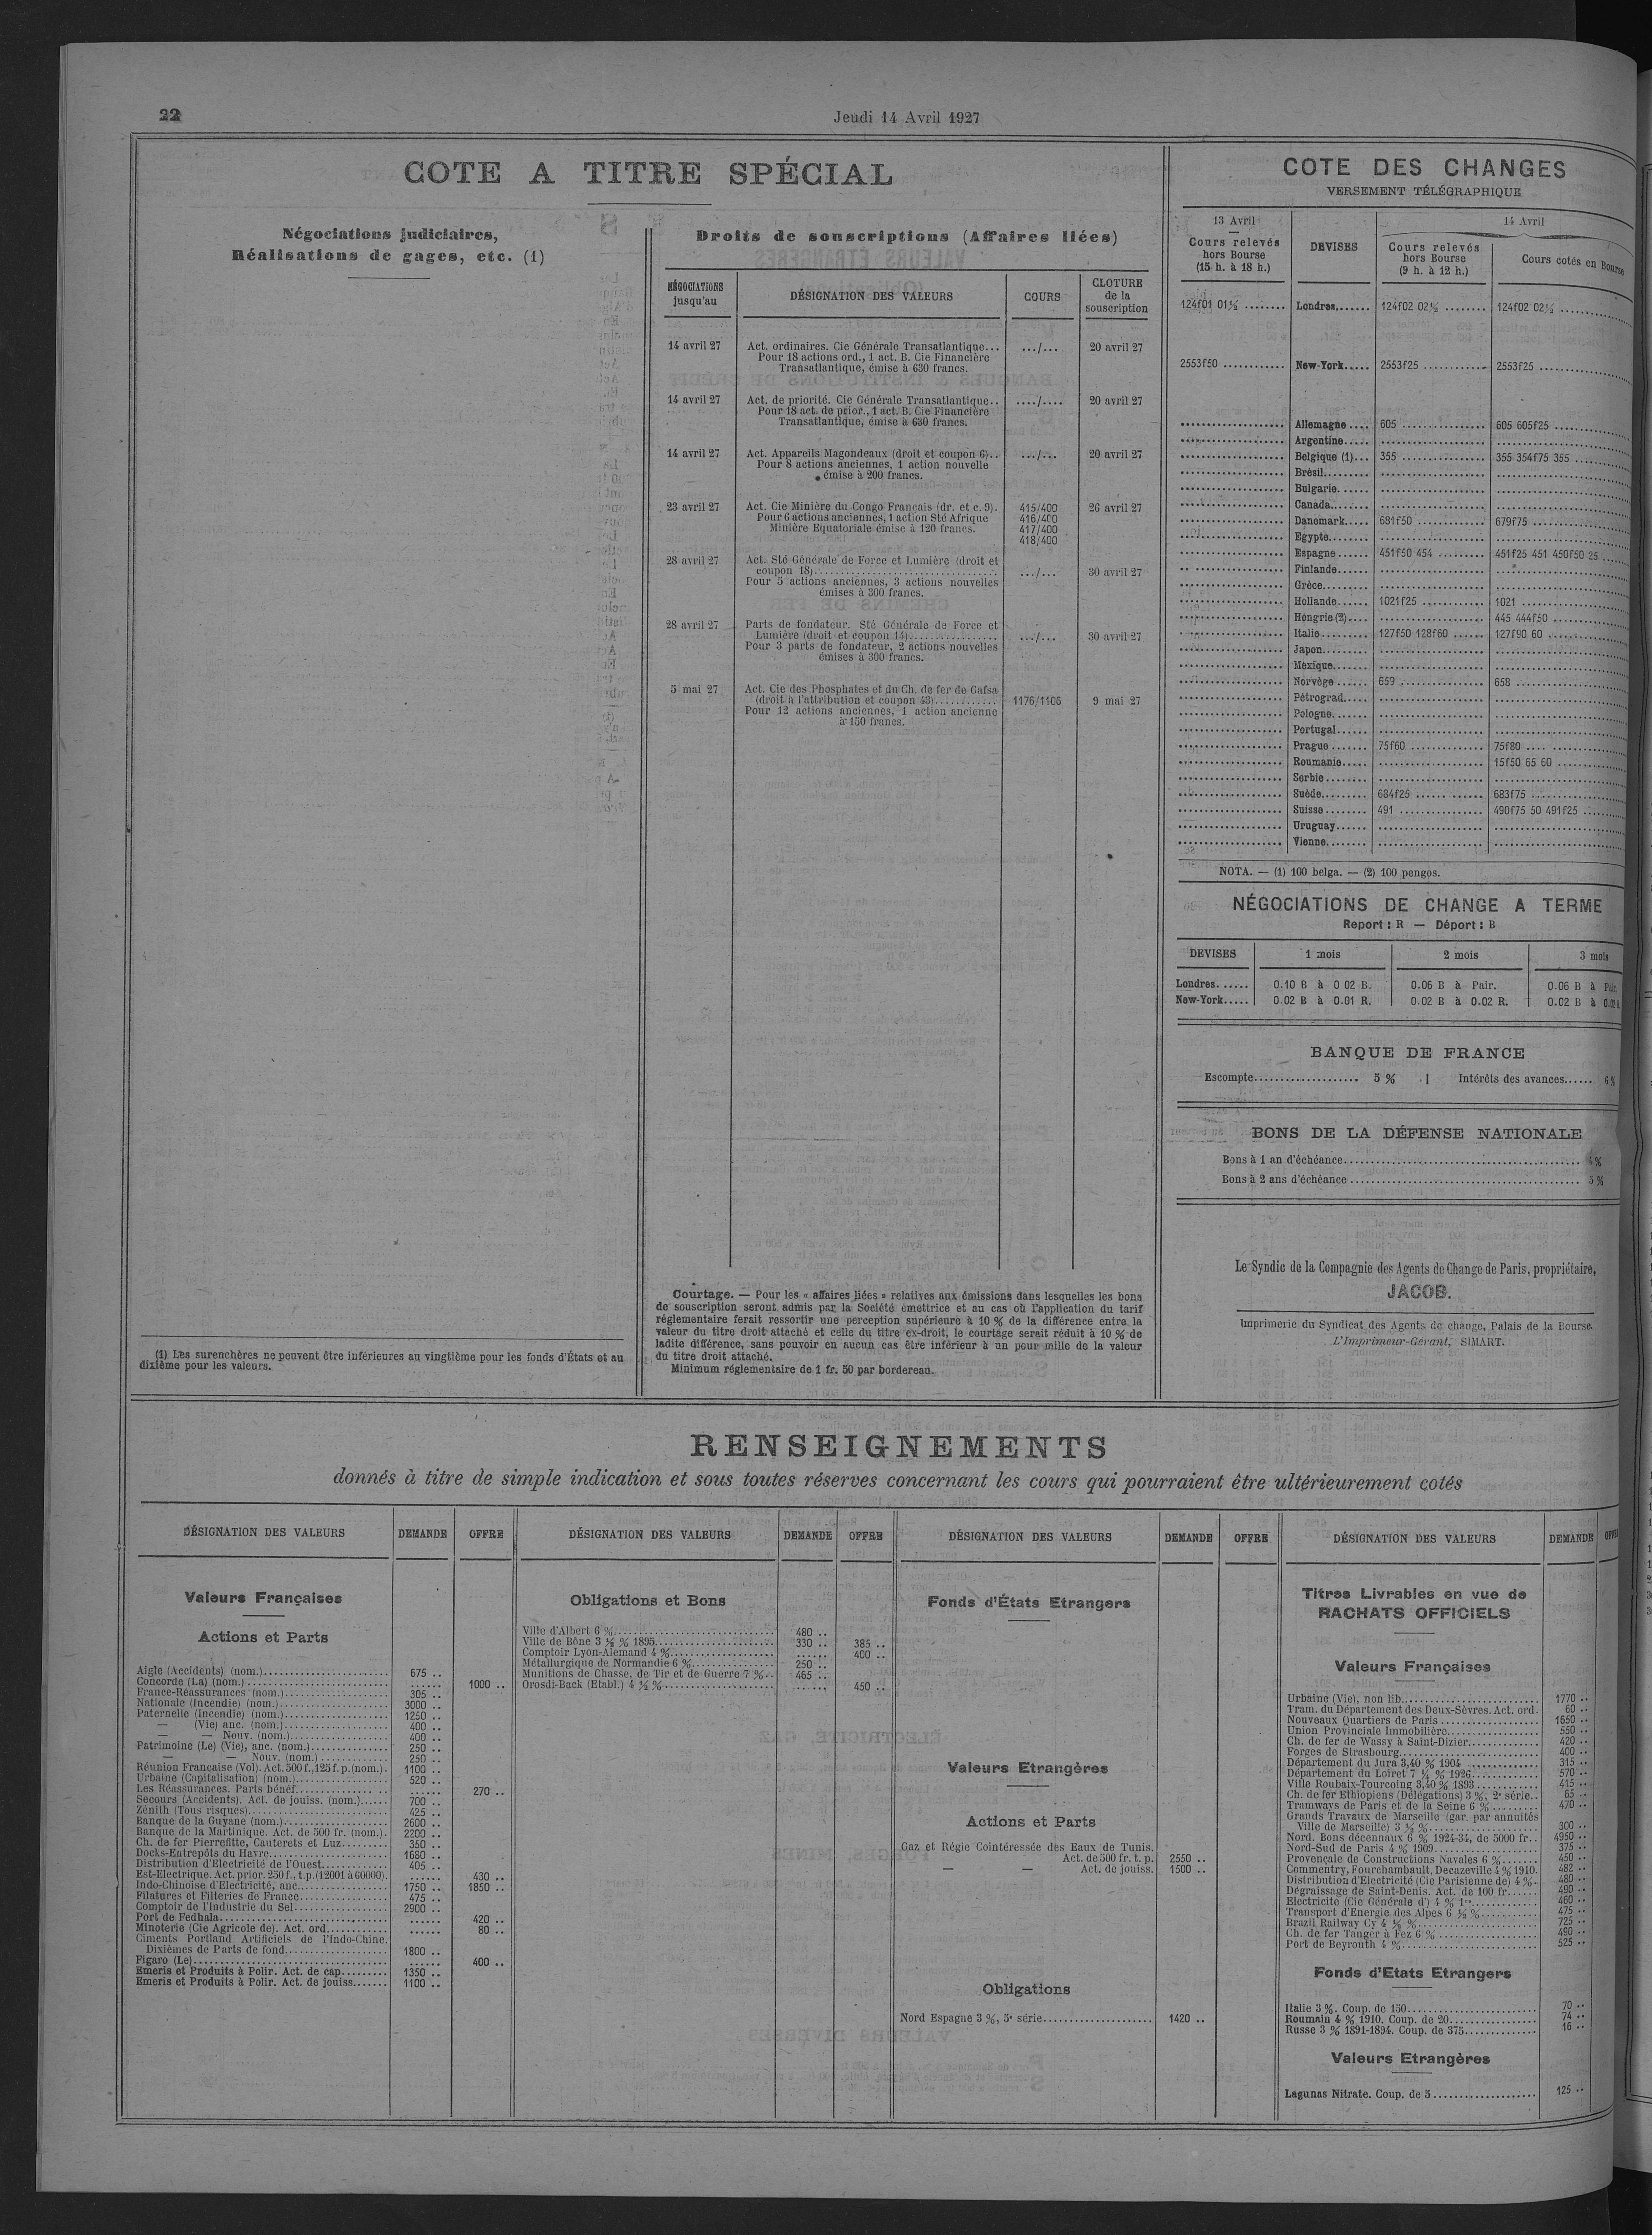 22
Jeudi 14 Avril 1927
COTE A TITRE SPÉCIAL
Négociations judiciaires,
Réalisations de gages, etc. (1)
(1) Les surenchères ne peuvent être inférieures au vingtième pour les fonds d'États et au
dixième pour les valeurs.
Droits de souscriptions (Affaires liées)
NÉGOCIATIONS jusqu'au DÉSIGNATION DES VALEURS COURS CLOTURE de la souscription
14 avril 27 Act. ordinaires. Cie Générale Transatlantique... .../... 20 avril 27
Pour 18 actions ord., 1 act. B. Cie Financière
Transatlantique, émise à 630 francs.
14 avril 27 Act. de priorité. Cie Générale Transatlantique.. ..../.... 20 avril 27
Pour 18 act. de prior., 1 act. B. Cie Financière
Transatlantique, émise à 630 francs.
14 avril 27 Act. Appareils Magondeaux (droit et coupon 6).. .../... 20 avril 27
Pour 8 actions anciennes, 1 action nouvelle
émise à 200 francs.
23 avril 27 Act. Cie Minière du Congo Français (dr. et c. 9). 415/400 26 avril 27
Pour 6 actions anciennes, 1 action Sté Afrique 416/400
Minière Equatoriale émise à 120 francs. 417/400
418/400
28 avril 27 Act. Sté Générale de Force et Lumière (droit et
coupon 18)........ .../... 30 avril 27
Pour 5 actions anciennes, 3 actions nouvelles
émises à 300 francs.
28 avril 27 Parts de fondateur. Sté Générale de Force et
Lumière (droit et coupon 14)........ .../... 30 avril 27
Pour 3 parts de fondateur, 2 actions nouvelles
émises à 300 francs.
5 mai 27 Act. Cie des Phosphates et du Ch. de fer de Gafsa
(droit à l'attribution et coupon 43)........ 1176/1106 9 mai 27
Pour 12 actions anciennes, 1 action ancienne
à 150 francs.
Courtage. — Pour les « affaires liées » relatives aux émissions dans lesquelles les bons
de souscription seront admis par la Société émettrice et au cas où l'application du tarif
réglementaire ferait ressortir une perception supérieure à 10 % de la différence entre la
valeur du titre droit attaché et celle du titre ex-droit, le courtage serait réduit à 10 % de
ladite différence, sans pouvoir en aucun cas être inférieur à un pour mille de la valeur
du titre droit attaché.
Minimum réglementaire de 1 fr. 50 par bordereau.
COTE DES CHANGES
VERSEMENT TÉLÉGRAPHIQUE
13 Avril 14 Avril
Cours relevés hors Bourse (15 h. à 18 h.) DEVISES Cours relevés hors Bourse (9 h. à 12 h.) Cours cotés en Bourse
124f01 01½ ........ Londres....... 124f02 02½ ........ 124f02 02½ ........
2553f50 ........ New-York..... 2553f25 ........ 2553f25 ........
Allemagne .... 605 ........ 605 605f25 ........
Argentine.....
Belgique (1)... 355 ........ 355 354f75 355 ........
Brésil........
Bulgarie......
Canada.......
Danemark..... 681f50 ........ 679f75 ........
Egypte.......
Espagne ...... 451f50 454 ........ 451f25 451 450f50 25 ....
Finlande......
Grèce........
Hollande...... 1021f25 ........ 1021 ........
Hongrie (2).... 445 444f50 ........
Italie......... 127f50 128f60 ...... 127f90 60 ........
Japon........
Mexique.......
Norvège ...... 659 ........ 658 ........
Pétrograd.....
Pologne......
Portugal......
Prague ....... 75f60 ........ 75f80 ........
Roumanie..... 15f50 65 60 ........
Serbie........
Suède........ 684f25 ........ 683f75 ........
Suisse ........ 491 ........ 490f75 50 491f25 ......
Uruguay......
Vienne.......
NOTA. — (1) 100 belga. — (2) 100 pengos.
NÉGOCIATIONS DE CHANGE A TERME
Report : R — Déport : B
DEVISES 1 mois 2 mois 3 mois
Londres...... 0.10 B à 0 02 B. 0.06 B à Pair. 0.06 B à Pair.
New-York..... 0.02 B à 0.01 R. 0.02 B à 0.02 R. 0.02 B à
BANQUE DE FRANCE
Escompte........ 5 % | Intérêts des avances...... 6 %
BONS DE LA DÉFENSE NATIONALE
Bons à 1 an d'échéance........ 4 %
Bons à 2 ans d'échéance ........ 5 %
Le Syndic de la Compagnie des Agents de Change de Paris, propriétaire,
JACOB.
Imprimerie du Syndicat des Agents de change, Palais de la Bourse.
L'Imprimeur-Gérant, SIMART.
RENSEIGNEMENTS
donnés à titre de simple indication et sous toutes réserves concernant les cours qui pourraient être ultérieurement cotés
DÉSIGNATION DES VALEURS DEMANDE OFFRE
Valeurs Françaises
Actions et Parts
Aigle (Accidents) (nom.)........ 675 ..
Concorde (La) (nom.)........ ...... 1000 ..
France-Réassurances (nom.)........ 305 ..
Nationale (Incendie) (nom.)........ 3000 ..
Paternelle (Incendie) (nom.)........ 1250 ..
— (Vie) anc. (nom.)........ 400 ..
— — Nouv. (nom.)........ 400 ..
Patrimoine (Le) (Vie), anc. (nom.)........ 250 ..
— — Nouv. (nom.)........ 250 ..
Réunion Française (Vol). Act. 500 f., 125 f. p. (nom.). 1100 ..
Urbaine (Capitalisation) (nom.)........ 520 ..
Les Réassurances. Parts bénéf........ ...... 270 ..
Secours (Accidents). Act. de jouiss. (nom.)...... 700 ..
Zénith (Tous risques)........ 425 ..
Banque de la Guyane (nom.)........ 2600 ..
Banque de la Martinique. Act. de 500 fr. (nom.). 2200 ..
Ch. de fer Pierrefitte, Cauterets et Luz........ 350 ..
Docks-Entrepôts du Havre........ 1680 ..
Distribution d'Electricité de l'Ouest........ 405 ..
Est-Electrique. Act. prior. 250 f., t.p. (12001 à 60000). ...... 430 ..
Indo-Chinoise d'Electricité, anc........ 1750 .. 1850 ..
Filatures et Filteries de France........ 475 ..
Comptoir de l'Industrie du Sel........ 2900 ..
Port de Fedhala........ ...... 420 ..
Minoterie (Cie Agricole de). Act. ord........ ...... 80 ..
Ciments Portland Artificiels de l'Indo-Chine.
Dixièmes de Parts de fond........ 1800 ..
Figaro (Le)........ ...... 400 ..
Emeris et Produits à Polir. Act. de cap........ 1350 ..
Emeris et Produits à Polir. Act. de jouiss....... 1100 ..
DÉSIGNATION DES VALEURS DEMANDE OFFRE
Obligations et Bons
Ville d'Albert 6 %........ 480 ..
Ville de Bône 3 ½ % 1895........ 330 .. 385 ..
Comptoir Lyon-Alemand 4 %........ ...... 400 ..
Métallurgique de Normandie 6 %........ 250 ..
Munitions de Chasse, de Tir et de Guerre 7 %.. 465 ..
Orosdi-Back (Etabl.) 4 ½ %........ ...... 450 ..
DÉSIGNATION DES VALEURS DEMANDE OFFRE
Fonds d'États Etrangers
Valeurs Etrangères
Actions et Parts
Gaz et Régie Cointéressée des Eaux de Tunis.
Act. de 500 fr. t. p. 2550 ..
— — Act. de jouiss. 1500 ..
Obligations
Nord Espagne 3 %, 5e série........ 1420 ..
DÉSIGNATION DES VALEURS DEMANDE
Titres Livrables en vue de
RACHATS OFFICIELS
Valeurs Françaises
Urbaine (Vie), non lib........ 1770 ..
Tram. du Département des Deux-Sèvres. Act. ord. 60 ..
Nouveaux Quartiers de Paris ........ 1650 ..
Union Provinciale Immobilière........ 550 ..
Ch. de fer de Wassy à Saint-Dizier........ 420 ..
Forges de Strasbourg........ 400 ..
Département du Jura 3,40 % 1904 ........ 315 ..
Département du Loiret 7 ½ % 1926........ 570 ..
Ville Roubaix-Tourcoing 3,40 % 1893........ 415 ..
Ch. de fer Ethiopiens (Délégations) 3 %, 2e série.. 65 ..
Tramways de Paris et de la Seine 6 %........ 470 ..
Grands Travaux de Marseille (gar. par annuités
Ville de Marseille) 3 ½ %........ 300 ..
Nord. Bons décennaux 6 % 1924-34, de 5000 fr.. 4950 ..
Nord-Sud de Paris 4 % 1909........ 375 ..
Provençale de Constructions Navales 6 %...... 450 ..
Commentry, Fourchambault, Decazeville 4 % 1910. 482 ..
Distribution d'Electricité (Cie Parisienne de) 4 %. 480 ..
Dégraissage de Saint-Denis. Act. de 100 fr...... 490 ..
Electricité (Cie Générale d') 4 % 1re........ 460 ..
Transport d'Energie des Alpes 6 ½ %........ 475 ..
Brazil Railway Cy 4 ½ %........ 725 ..
Ch. de fer Tanger à Fez 6 %........ 490 ..
Port de Beyrouth 4 %........ 525 ..
Fonds d'Etats Etrangers
Italie 3 %. Coup. de 150........ 70 ..
Roumain 4 % 1910. Coup. de 20........ 74 ..
Russe 3 % 1891-1894. Coup. de 375........ 16 ..
Valeurs Etrangères
Lagunas Nitrate. Coup. de 5........ 125 ..